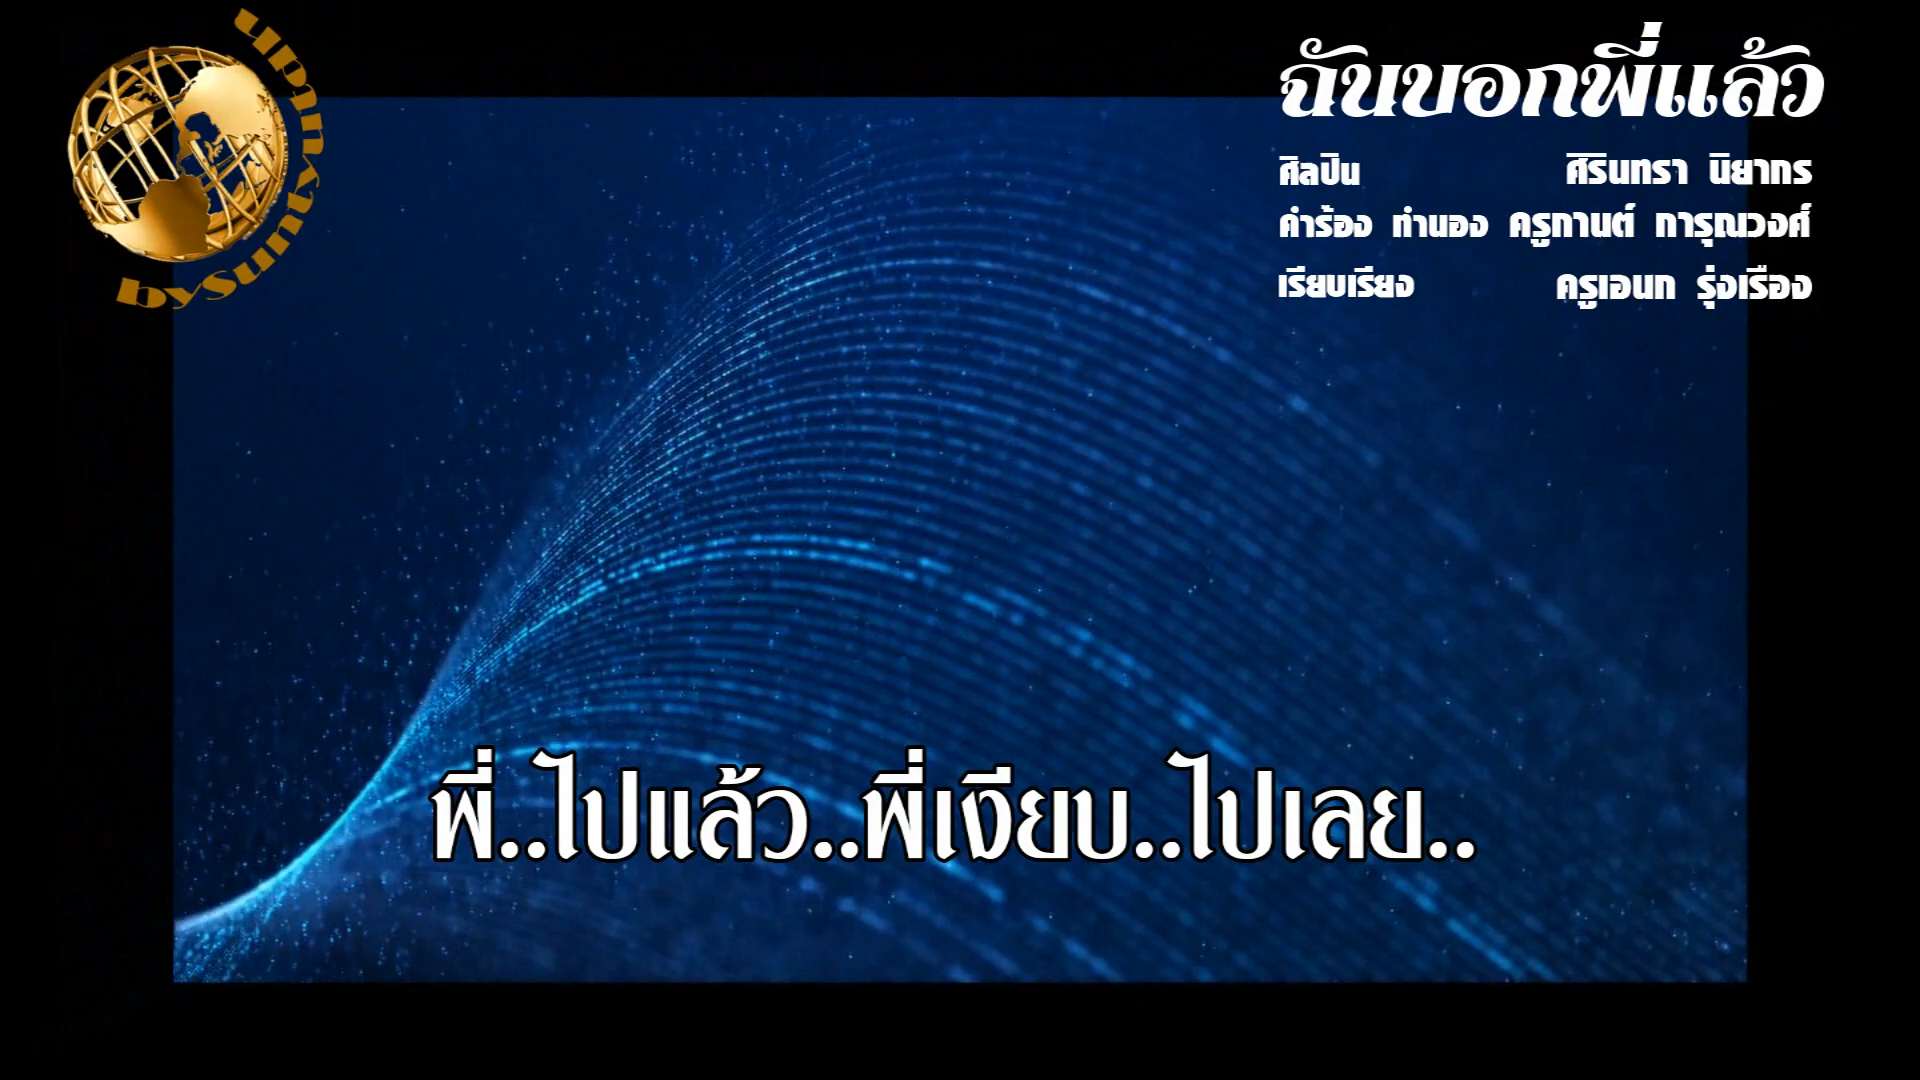 ฉันบอกพี่แล้ว
ศิลปิน ศิรินทรา นิยากร
คำร้อง ทำนอง ครูกานต์ การุณวงศ์
เรียบเรียง ครูเอนก รุ่งเรือง
bysununyapu
พี่..ไปแล้ว..พี่เงียบ..ไปเลย..